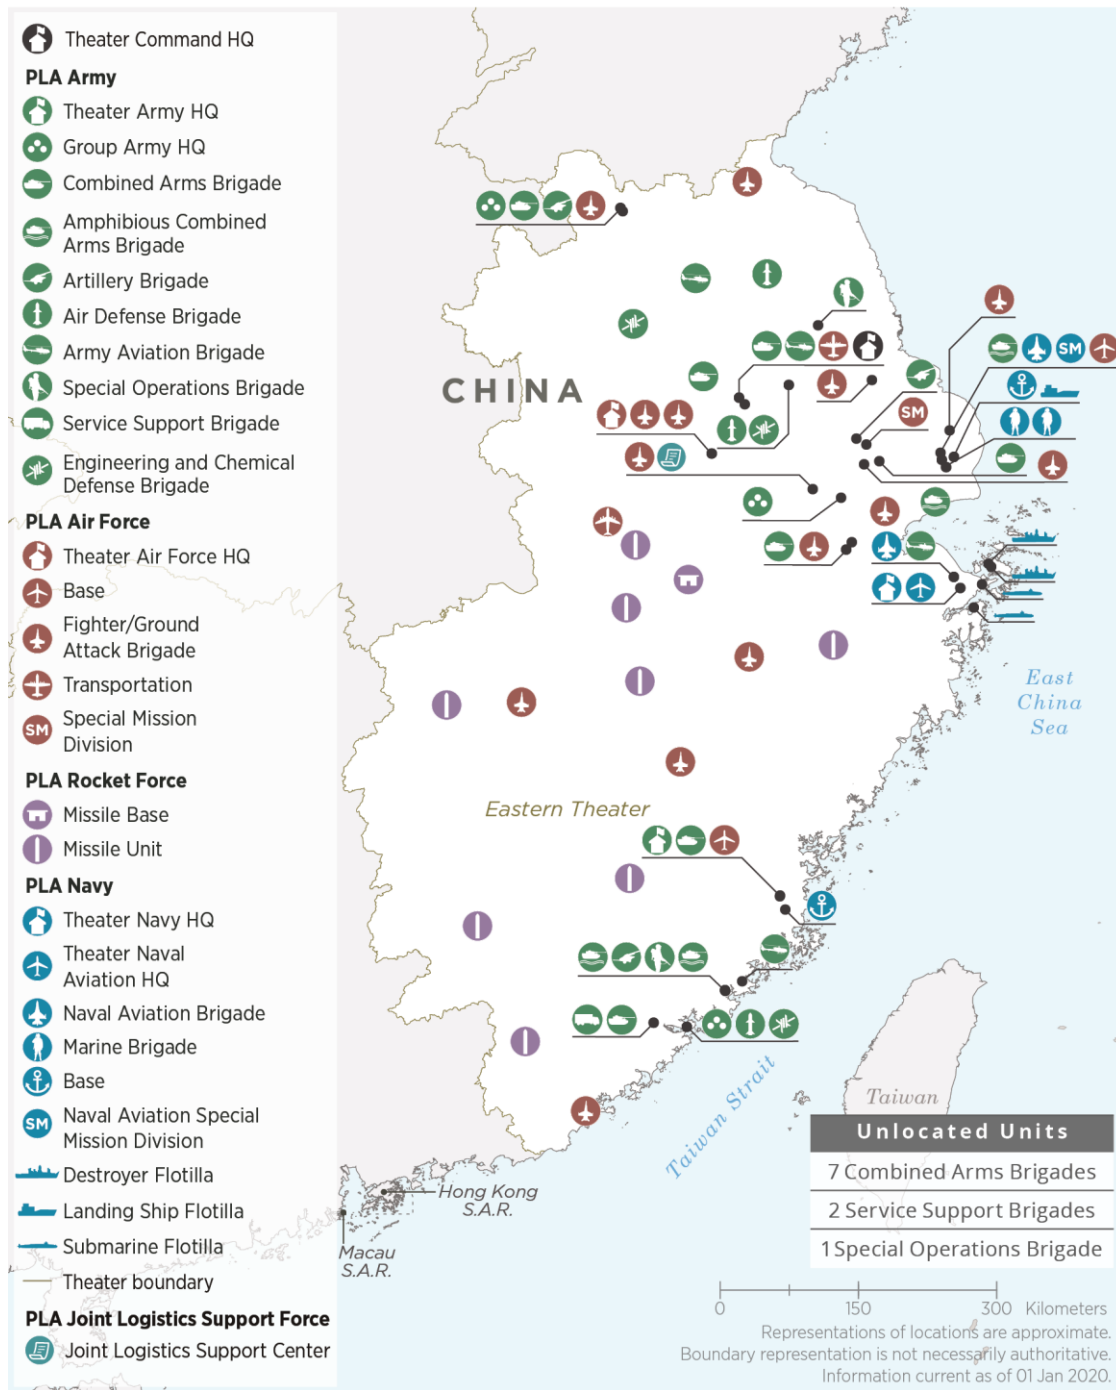 Theater Command HQ
PLA Army
Theater Army HQ
Group Army HQ
Combined Arms Brigade
Amphibious Combined
Arms Brigade
Artillery Brigade
Air Defense Brigade
Army Aviation Brigade
Special Operations Brigade
Service Support Brigade
Engineering and Chemical
Defense Brigade
PLA Air Force
Theater Air Force HQ
Base
Fighter/Ground
Attack Brigade
Transportation
SM
Special Mission
Division
PLA Rocket Force
Missile Base
Missile Unit
PLA Navy
Theater Navy HQ
Theater Naval
Aviation HQ
Naval Aviation Brigade
Marine Brigade
Base
SM
Naval Aviation Special
Mission Division
Destroyer Flotilla
Landing Ship Flotilla
Submarine Flotilla
Theater boundary
PLA Joint Logistics Support Force
Joint Logistics Support Center
SM
CHINA
SM
East
China
Sea
Eastern Theater
Taiwan Strait
Taiwan
Hong Kong
S.A.R.
Macau
S.A.R.
Unlocated Units
7 Combined Arms Brigades
2 Service Support Brigades
1 Special Operations Brigade
0 150 300 Kilometers
Representations of locations are approximate.
Boundary representation is not necessarily authoritative.
Information current as of 01 Jan 2020.